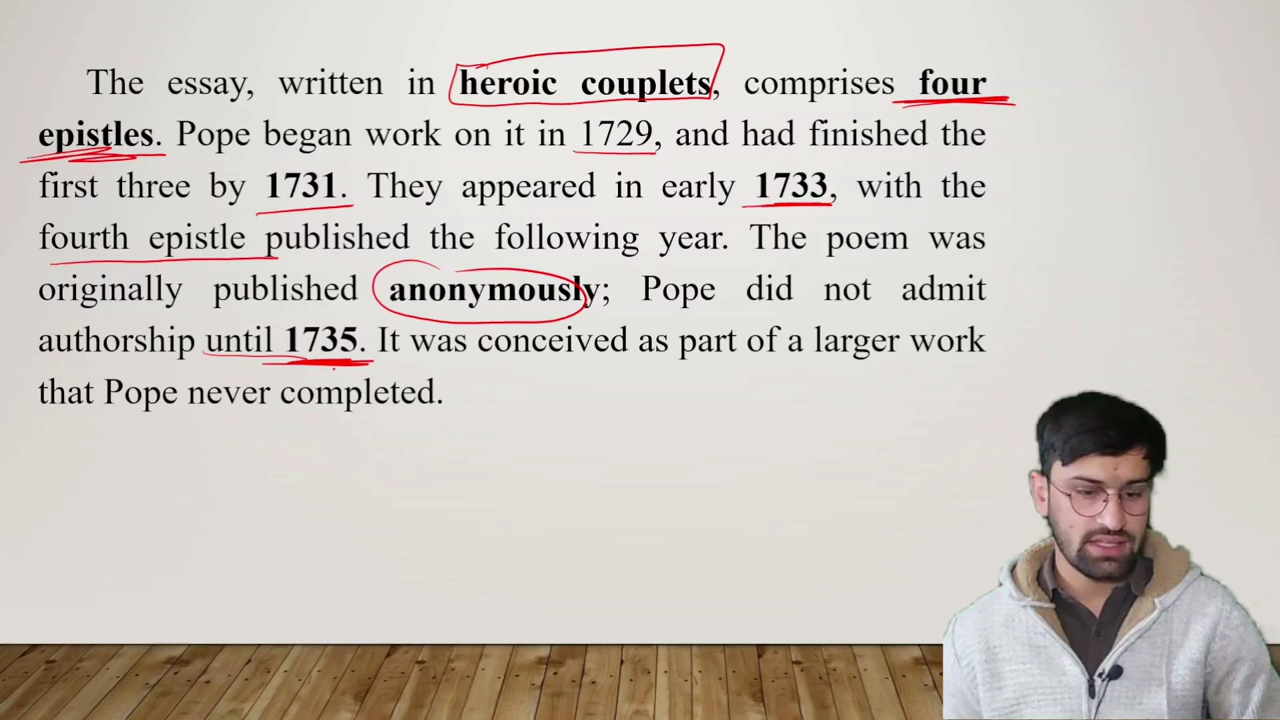 The essay, written in heroic couplets, comprises four
epistles. Pope began work on it in 1729, and had finished the
first three by 1731. They appeared in early 1733, with the
fourth epistle published the following year. The poem was
originally published anonymously; Pope did not admit
authorship until 1735. It was conceived as part of a larger work
that Pope never completed.